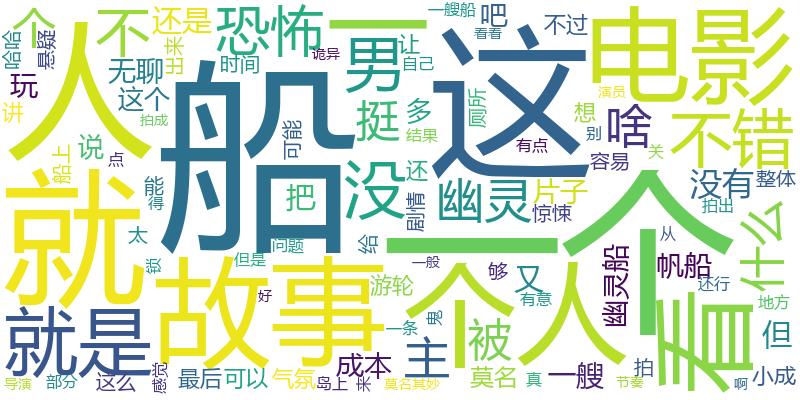 个 不 还是 恐怖 一 一艘船 吧 不过 电影
哈哈 悬疑 出来 诡异 男 让 看看
人 无聊 时间 自己 演员
玩 这个 船 挺 多 厕所 这 想 啥 不错
讲 拍成 可能 结果 有点 别
船上 说 点 没 还 容易 关 没有 整体
能 得 把 剧情 幽灵 片子 惊悚 拍出
就 太 锁 问题 给 一个 从 什么
故事 但是 一般 够 又 幽灵船 帆船 还行 地方
好 游轮 个 有意 人 看 但
就是 一条 鬼 被
感觉 成本 主 一艘 拍 小成
导演 部分 这么 最后 可以 气氛 岛上 来 莫名其妙 莫名 真 节奏 啊